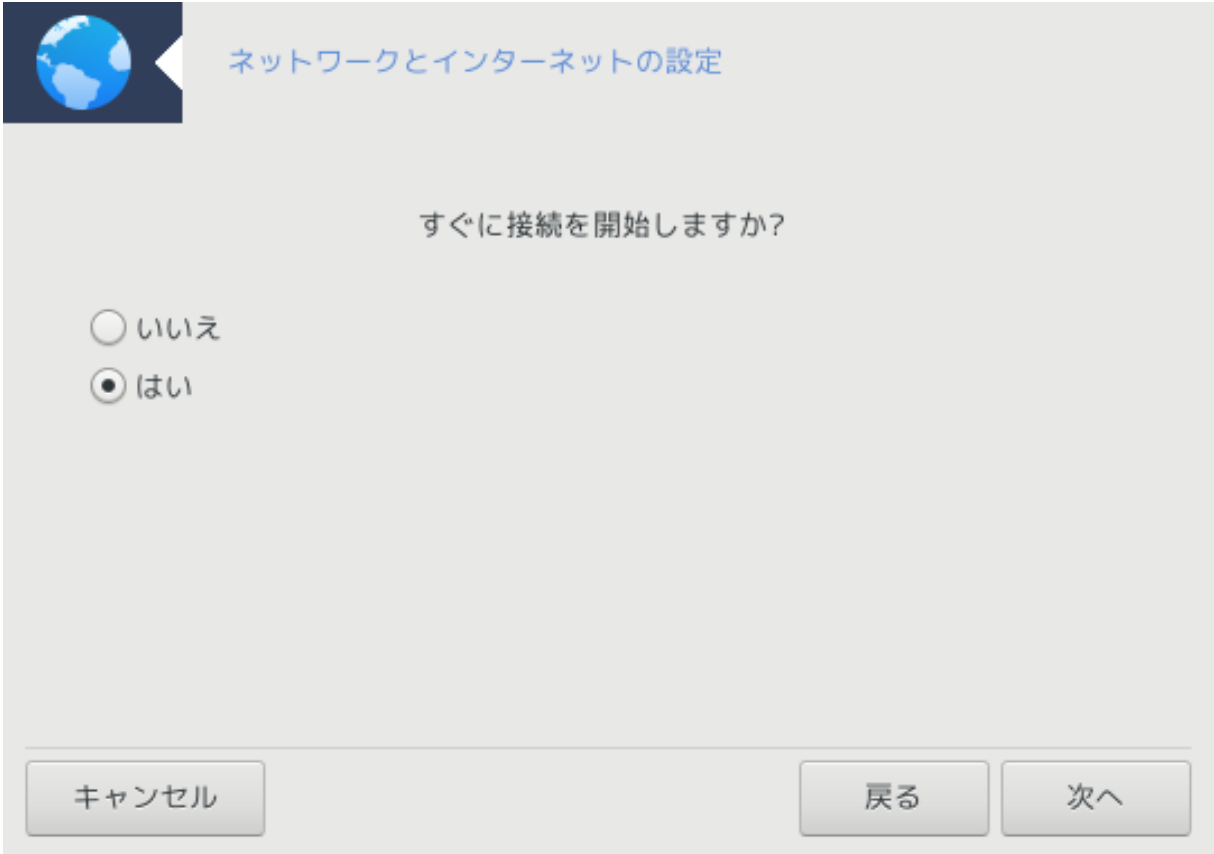 ネットワークとインターネットの設定
すぐに接続を開始しますか?
いいえ
はい
キャンセル
戻る
次へ